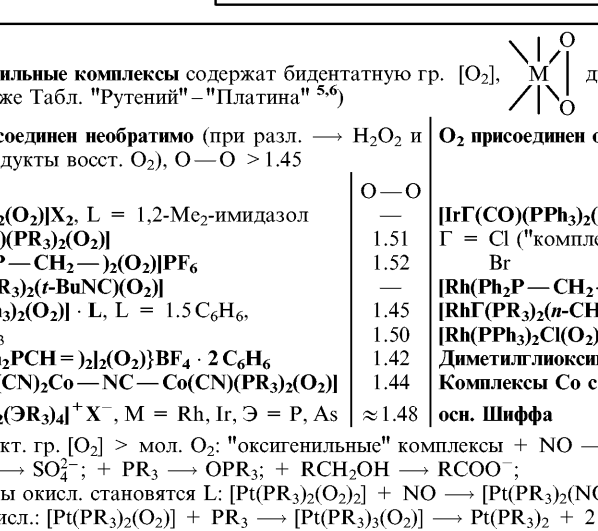 ильные комплексы содержат бидентатную гр. [O₂], M O O д
же Табл. "Рутений"–"Платина" ⁵,⁶)
соединен необратимо (при разл. → H₂O₂ и O₂ присоединен о
одукты восст. O₂), O—O >1.45
O—O
₂(O₂)]X₂, L = 1,2-Me₂-имидазол — [IrГ(CO)(PPh₃)₂(
)(PR₃)₂(O₂)] 1.51 Г = Cl ("компле
P—CH₂—)₂(O₂)]PF₆ 1.52 Br
R₃)₂(t-BuNC)(O₂)] — [Rh(Ph₂P—CH₂-
h₃)₂(O₂)] · L, L = 1.5 C₆H₆, 1.45 [RhГ(PR₃)₂(n-CH
₃ 1.50 [Rh(PPh₃)₂Cl(O₂)
₂PCH=)₂]₂(O₂)}BF₄ · 2 C₆H₆ 1.42 Диметилглиоксим
(CN)₂Co—NC—Co(CN)(PR₃)₂(O₂)] 1.44 Комплексы Co с
₂(ЭR₃)₄]⁺X⁻, M = Rh, Ir, Э = P, As ≈1.48 осн. Шиффа
кт. гр. [O₂] > мол. O₂: "оксигенильные" комплексы + NO —
→ SO₄²⁻; + PR₃ → OPR₃; + RCH₂OH → RCOO⁻;
ы окисл. становятся L: [Pt(PR₃)₂(O₂)₂] + NO → [Pt(PR₃)₂(NO
сл.: [Pt(PR₃)₂(O₂)] + PR₃ → [Pt(PR₃)₃(O₂)] → Pt(PR₃)₂ + 2